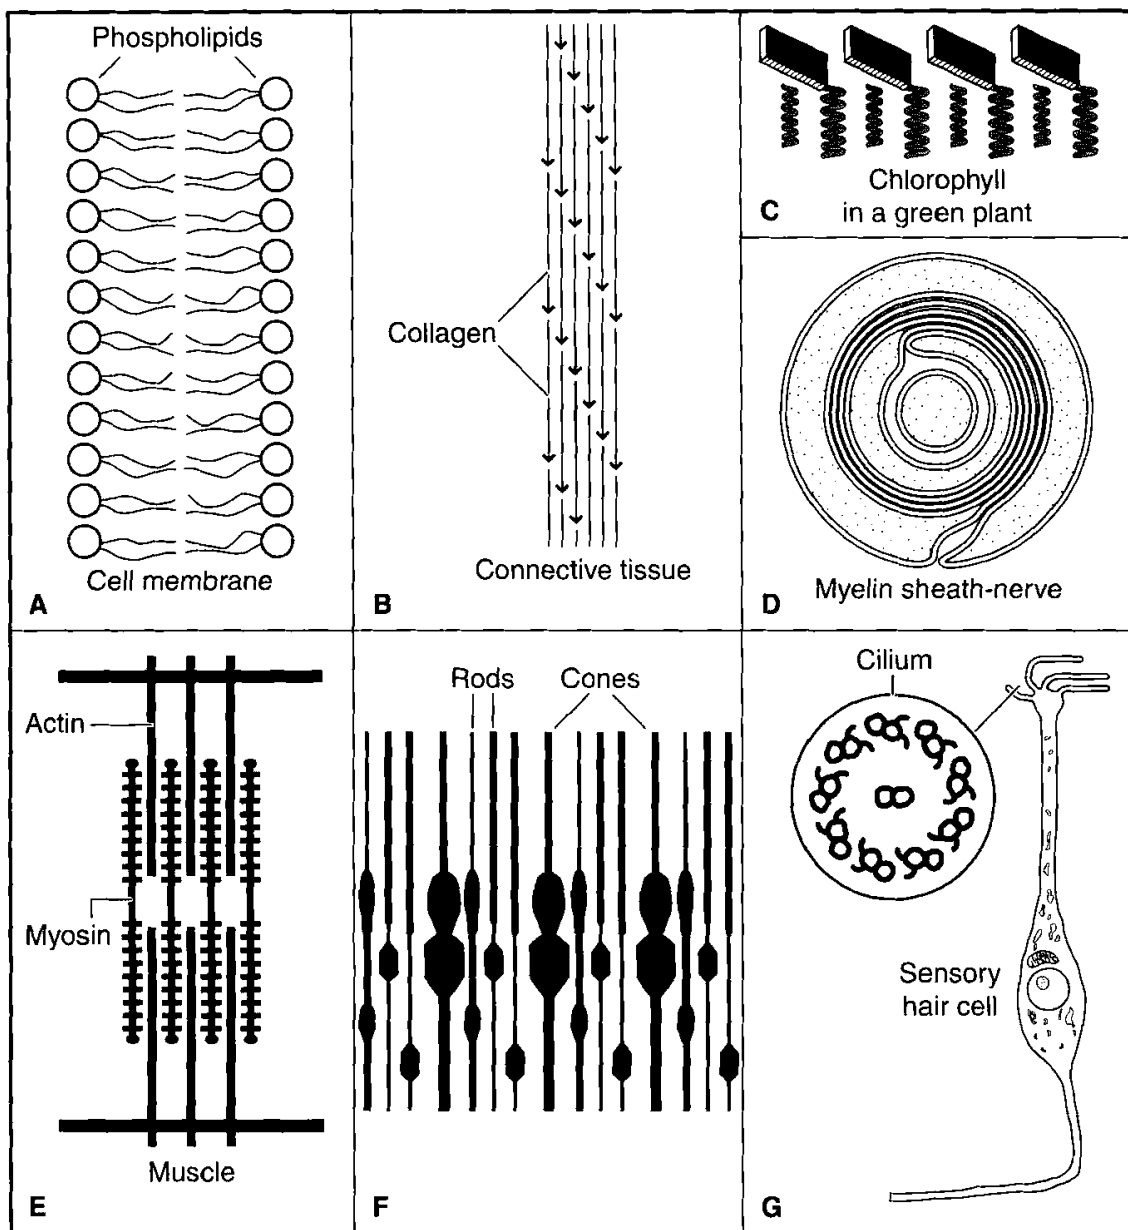 Phospholipids
Cell membrane
A
Collagen
Connective tissue
B
Chlorophyll
in a green plant
C
Myelin sheath-nerve
D
Actin
Myosin
Muscle
E
Rods Cones
F
Cilium
Sensory
hair cell
G